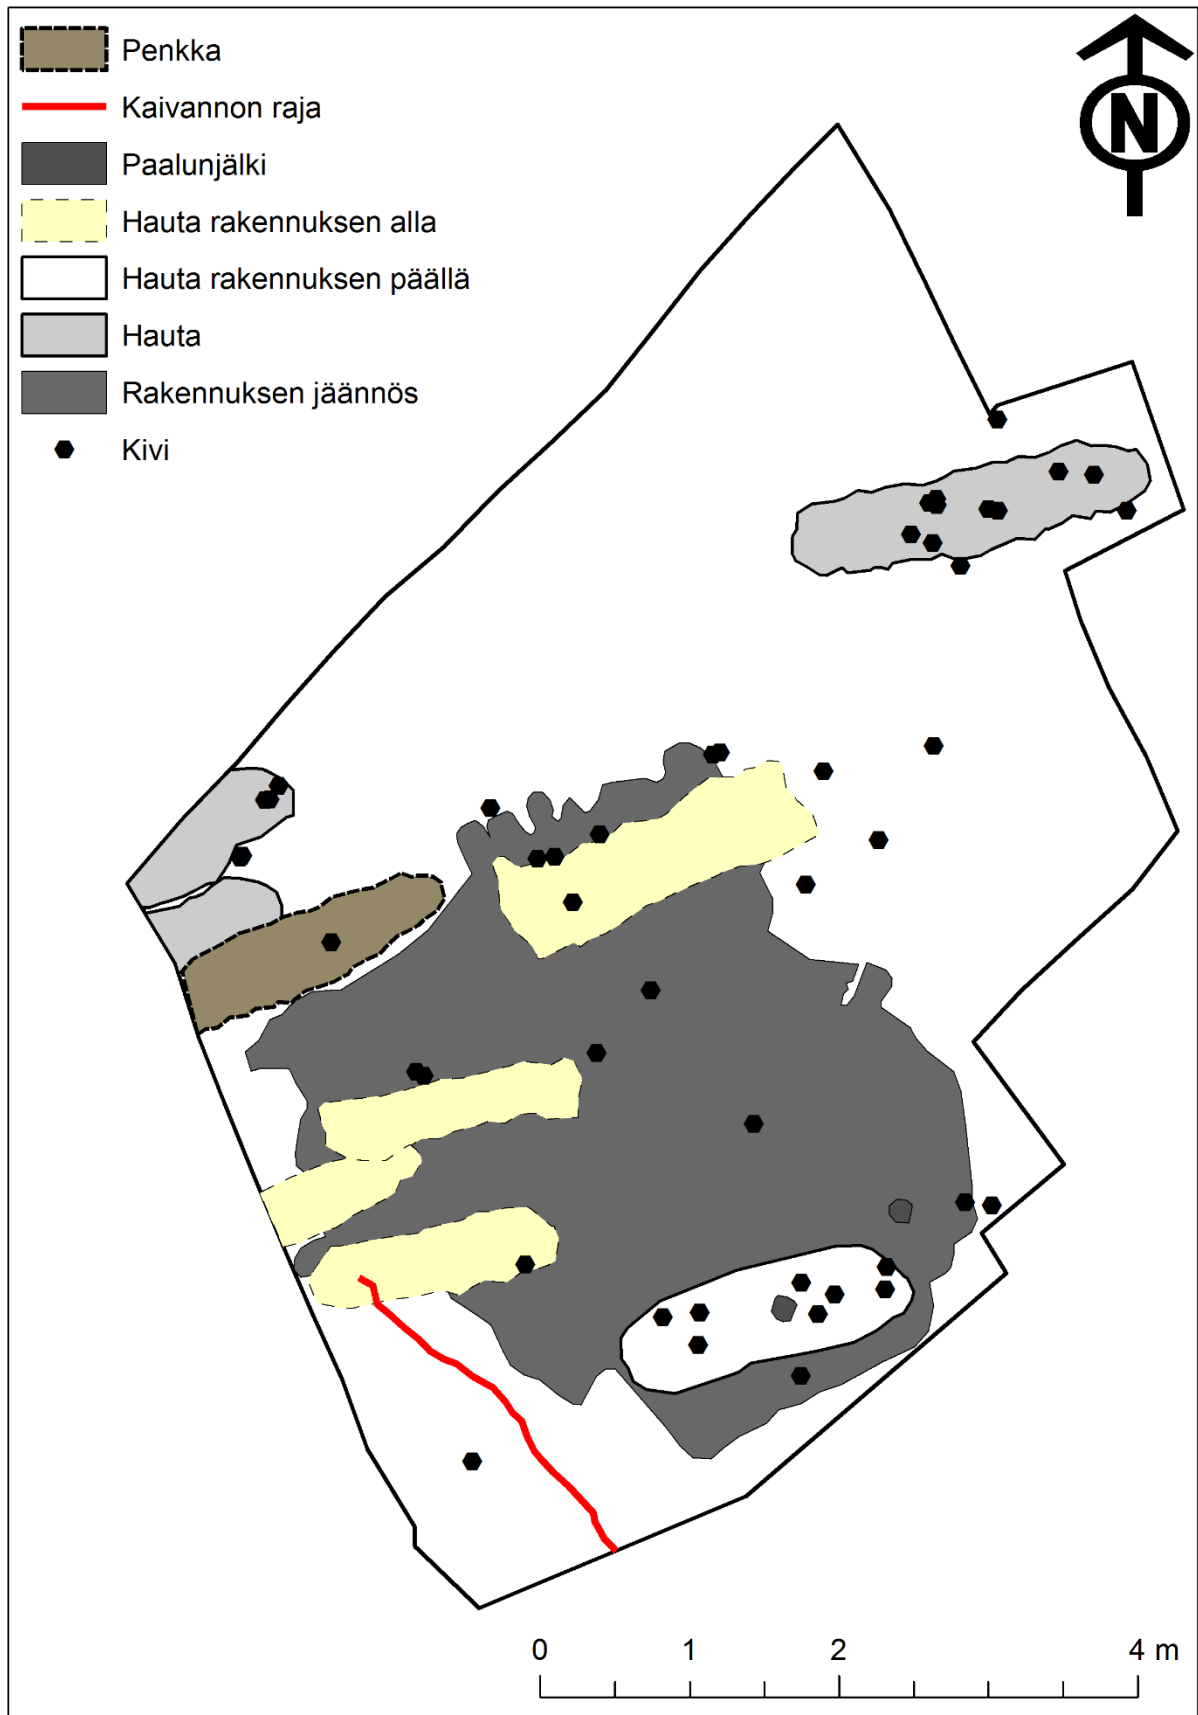 Penkka
Kaivannon raja
Paalunjälki
Hauta rakennuksen alla
Hauta rakennuksen päällä
Hauta
Rakennuksen jäännös
Kivi
N
0 1 2 4 m